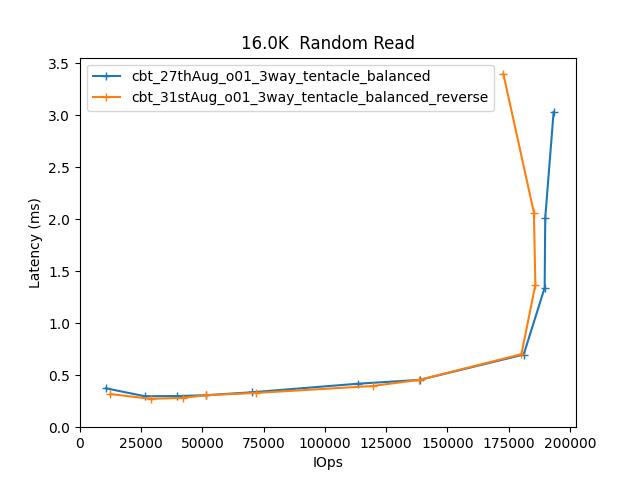 16.0K  Random Read
cbt_27thAug_o01_3way_tentacle_balanced
cbt_31stAug_o01_3way_tentacle_balanced_reverse
Latency (ms)
3.5
3.0
2.5
2.0
1.5
1.0
0.5
0.0
0 25000 50000 75000 100000 125000 150000 175000 200000
IOps